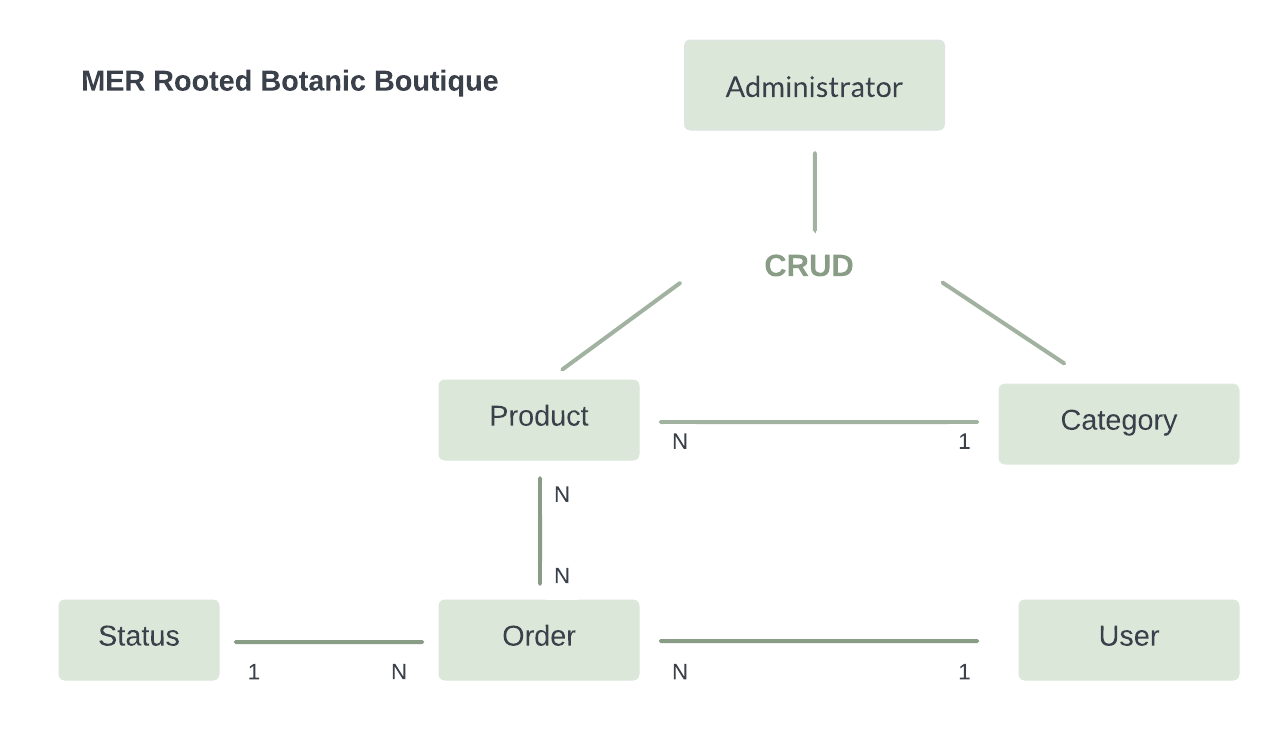 MER Rooted Botanic Boutique
Administrator
CRUD
Product
N
1
Category
N
N
Status
1
N
Order
N
1
User